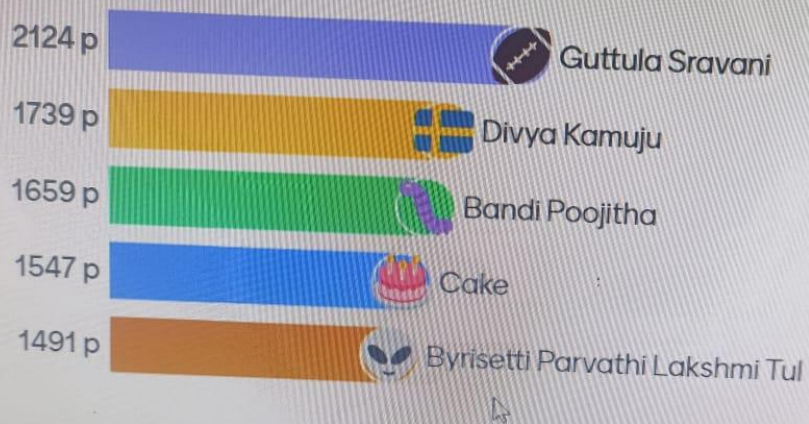 2124 p Guttula Sravani
1739 p Divya Kamuju
1659 p Bandi Poojitha
1547 p Cake
1491 p Byrisetti Parvathi Lakshmi Tul